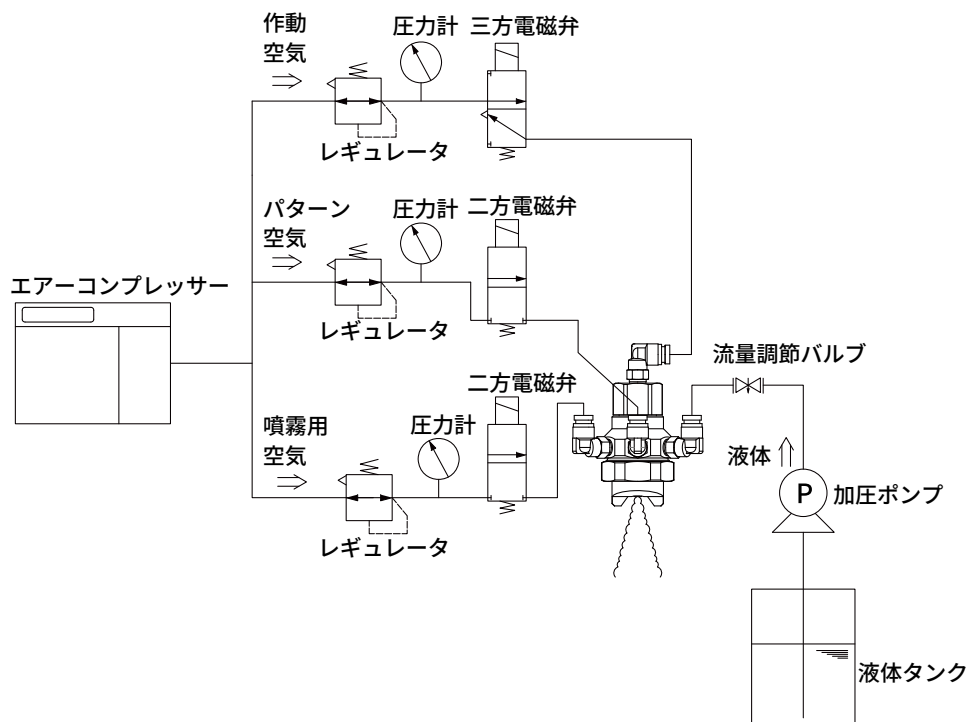 作動
空気
圧力計
三方電磁弁
レギュレータ
パターン
空気
圧力計
二方電磁弁
エアーコンプレッサー
レギュレータ
二方電磁弁
流量調節バルブ
噴霧用
空気
圧力計
液体
P
加圧ポンプ
レギュレータ
液体タンク